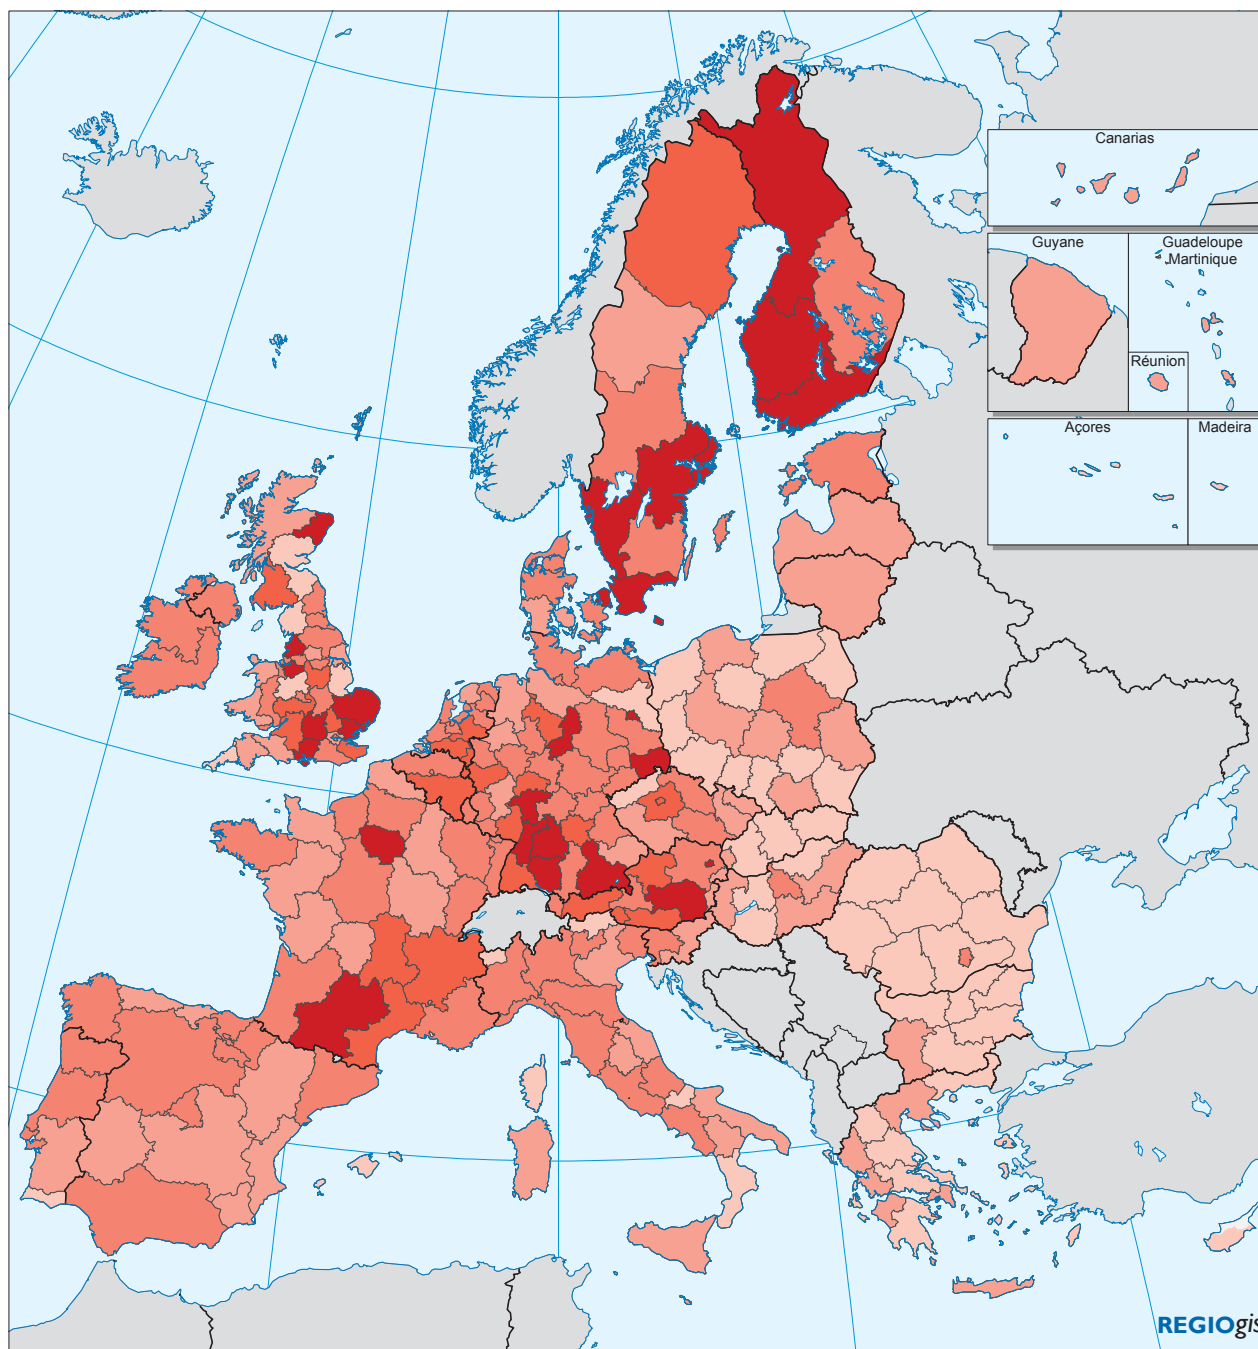 Canarias
Guyane
Guadeloupe
Martinique
Réunion
Açores
Madeira
REGIOgis